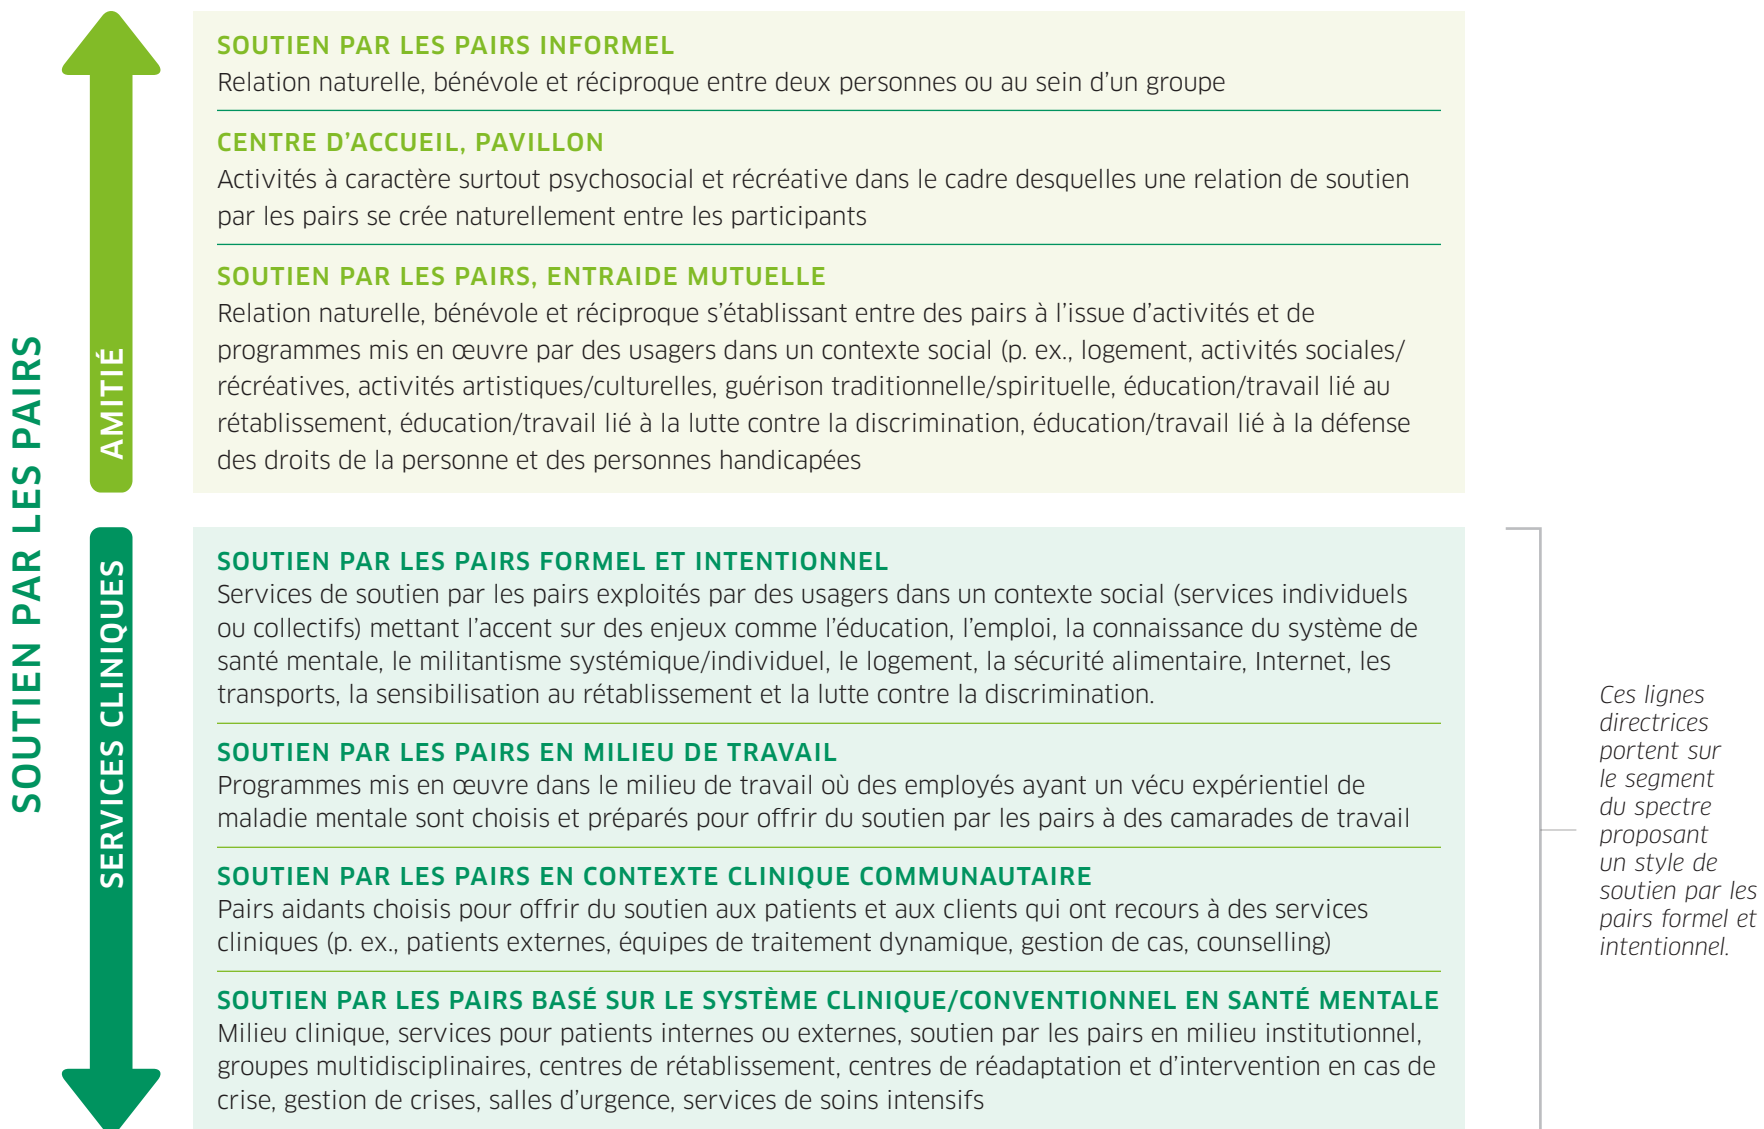 SOUTIEN PAR LES PAIRS
AMITIÉ
SOUTIEN PAR LES PAIRS INFORMEL
Relation naturelle, bénévole et réciproque entre deux personnes ou au sein d’un groupe
CENTRE D’ACCUEIL, PAVILLON
Activités à caractère surtout psychosocial et récréative dans le cadre desquelles une relation de soutien
par les pairs se crée naturellement entre les participants
SOUTIEN PAR LES PAIRS, ENTRAIDE MUTUELLE
Relation naturelle, bénévole et réciproque s’établissant entre des pairs à l’issue d’activités et de
programmes mis en œuvre par des usagers dans un contexte social (p. ex., logement, activités sociales/
récréatives, activités artistiques/culturelles, guérison traditionnelle/spirituelle, éducation/travail lié au
rétablissement, éducation/travail lié à la lutte contre la discrimination, éducation/travail lié à la défense
des droits de la personne et des personnes handicapées
SERVICES CLINIQUES
SOUTIEN PAR LES PAIRS FORMEL ET INTENTIONNEL
Services de soutien par les pairs exploités par des usagers dans un contexte social (services individuels
ou collectifs) mettant l’accent sur des enjeux comme l’éducation, l’emploi, la connaissance du système de
santé mentale, le militantisme systémique/individuel, le logement, la sécurité alimentaire, Internet, les
transports, la sensibilisation au rétablissement et la lutte contre la discrimination.
SOUTIEN PAR LES PAIRS EN MILIEU DE TRAVAIL
Programmes mis en œuvre dans le milieu de travail où des employés ayant un vécu expérientiel de
maladie mentale sont choisis et préparés pour offrir du soutien par les pairs à des camarades de travail
SOUTIEN PAR LES PAIRS EN CONTEXTE CLINIQUE COMMUNAUTAIRE
Pairs aidants choisis pour offrir du soutien aux patients et aux clients qui ont recours à des services
cliniques (p. ex., patients externes, équipes de traitement dynamique, gestion de cas, counselling)
SOUTIEN PAR LES PAIRS BASÉ SUR LE SYSTÈME CLINIQUE/CONVENTIONNEL EN SANTÉ MENTALE
Milieu clinique, services pour patients internes ou externes, soutien par les pairs en milieu institutionnel,
groupes multidisciplinaires, centres de rétablissement, centres de réadaptation et d’intervention en cas de
crise, gestion de crises, salles d’urgence, services de soins intensifs
Ces lignes
directrices
portent sur
le segment
du spectre
proposant
un style de
soutien par les
pairs formel et
intentionnel.